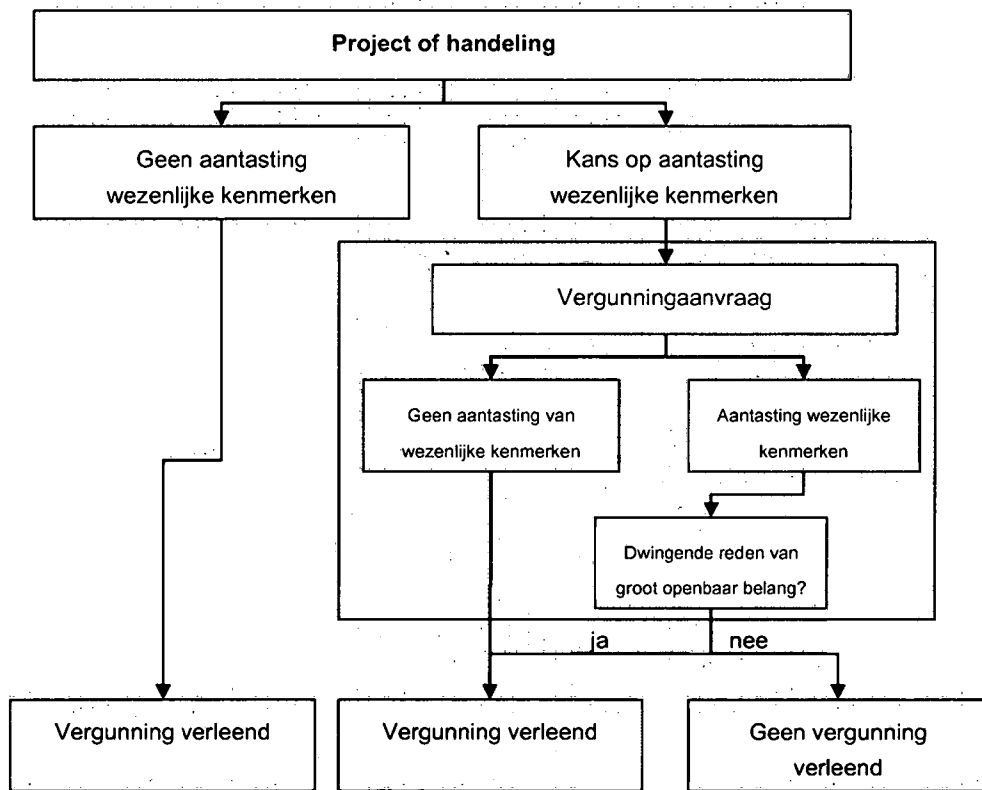 Project of handeling
Geen aantasting
wezenlijke kenmerken
Kans op aantasting
wezenlijke kenmerken
Vergunningaanvraag
Geen aantasting van
wezenlijke kenmerken
Aantasting wezenlijke
kenmerken
Dwingende reden van
groot openbaar belang?
ja
nee
Vergunning verleend
Vergunning verleend
Geen vergunning
verleend